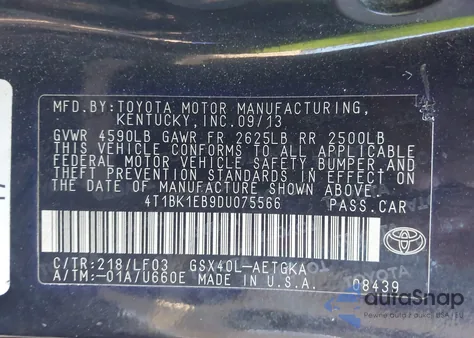 MFD.BY:TOYOTA MOTOR MANUFACTURING,
KENTUCKY,INC.09/13
GVWR 4590LB GAWR FR 2625LB RR 2500LB
THIS VEHICLE CONFORMS TO ALL APPLICABLE
FEDERAL MOTOR VEHICLE SAFETY,BUMPER,AND
THEFT PREVENTION STANDARDS IN EFFECT ON
THE DATE OF MANUFACTURE SHOWN ABOVE.
4T1BK1EB9DU075566 PASS.CAR
C/TR:218/LF03 GSX40L-AETGKA
A/TM:-01A/U660E MADE IN U.S.A. 08439
TOYOTA
autoAsnap